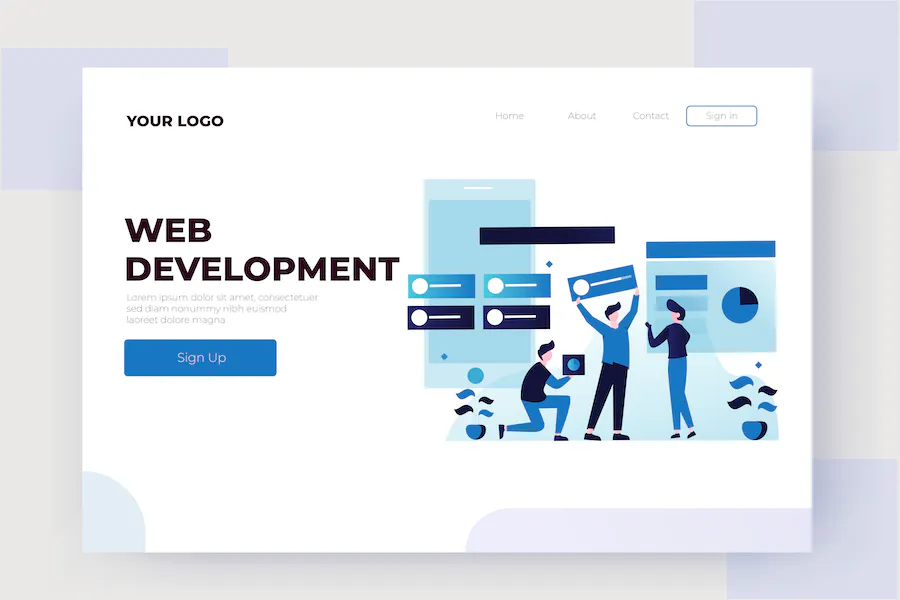 YOUR LOGO
Home About Contact Sign in
WEB
DEVELOPMENT
Lorem ipsum dolor sit amet, consectetuer
sed diam nonummy nibh euismod
laoreet dolore magna
Sign Up